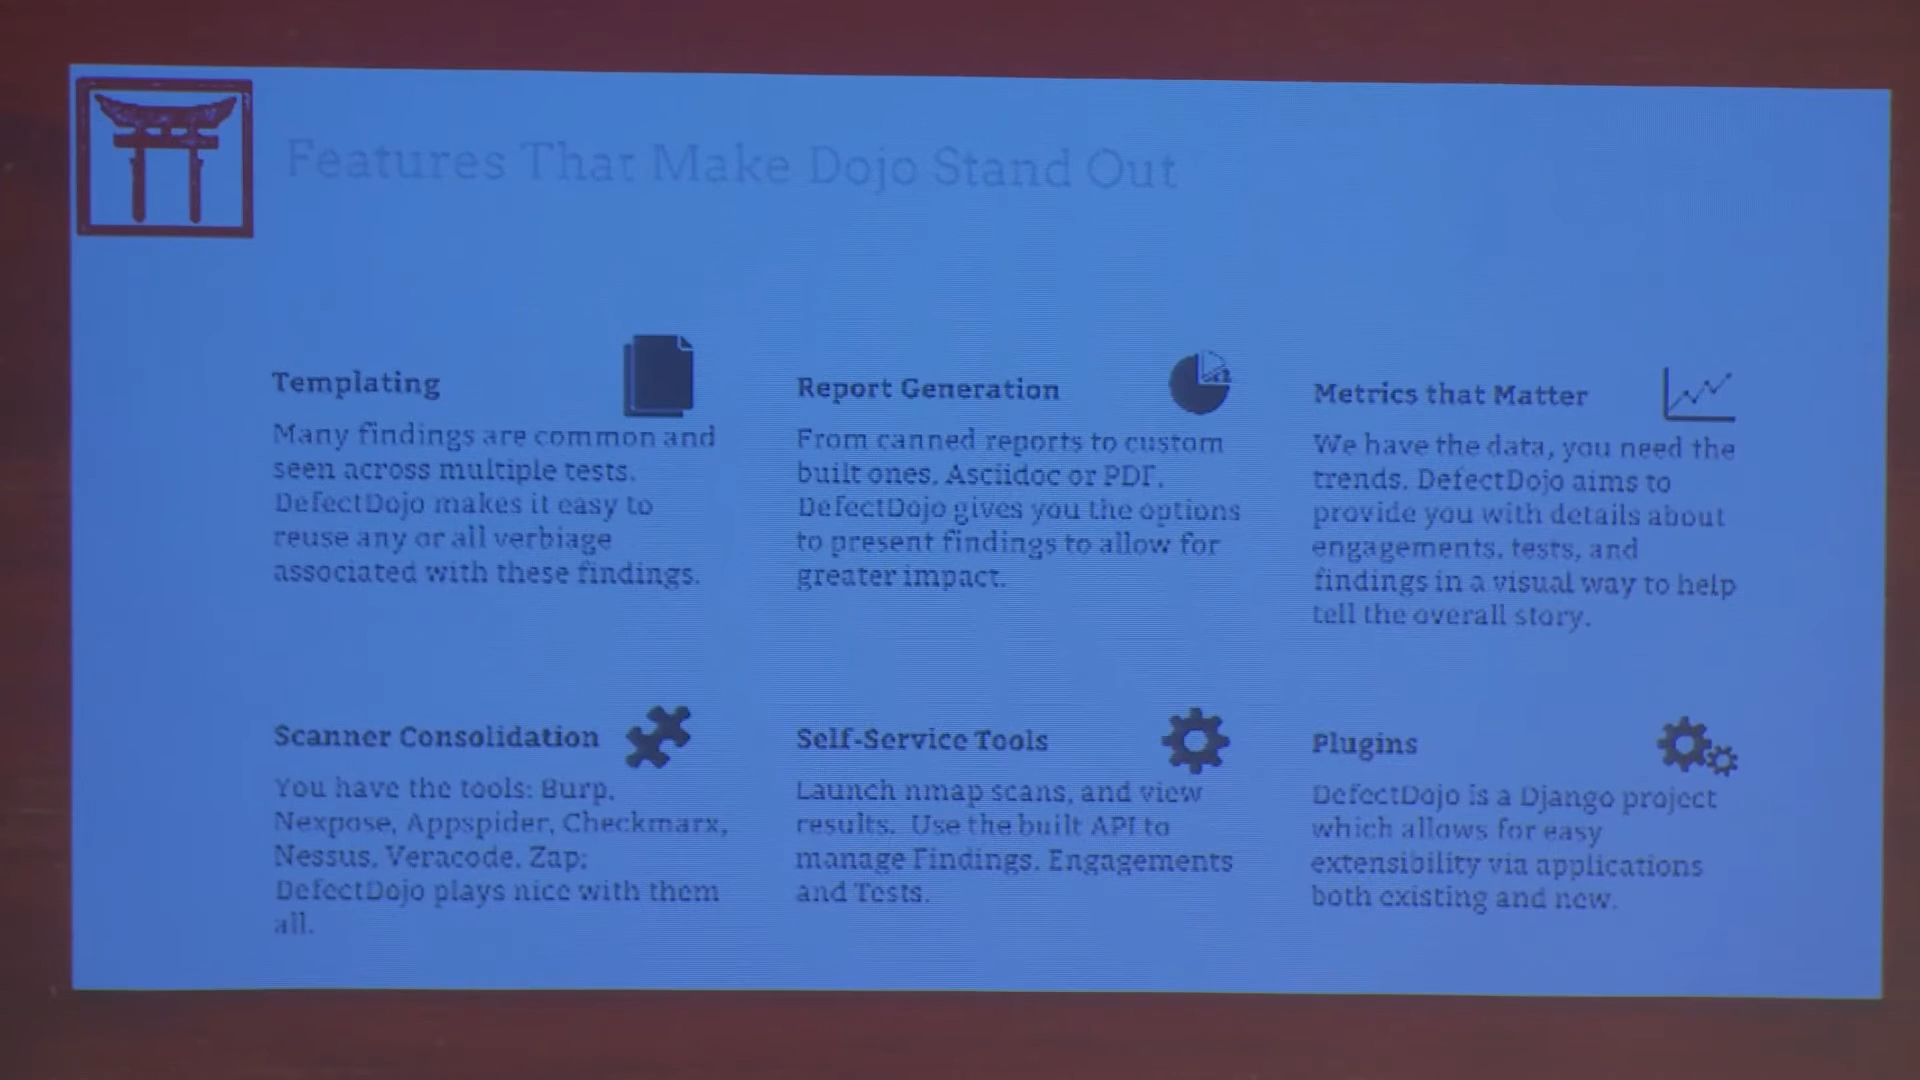 Features That Make Dojo Stand Out
Templating
Many findings are common and
seen across multiple tests.
DefectDojo makes it easy to
reuse any or all verbiage
associated with these findings.
Report Generation
From canned reports to custom
built ones. Asciidoc or PDF.
DefectDojo gives you the options
to present findings to allow for
greater impact.
Metrics that Matter
We have the data, you need the
trends. DefectDojo aims to
provide you with details about
engagements, tests, and
findings in a visual way to help
tell the overall story.
Scanner Consolidation
You have the tools: Burp,
Nexpose, Appspider, Checkmarx,
Nessus, Veracode, Zap;
DefectDojo plays nice with them
all.
Self-Service Tools
Launch nmap scans, and view
results. Use the built API to
manage Findings, Engagements
and Tests.
Plugins
DefectDojo is a Django project
which allows for easy
extensibility via applications
both existing and new.